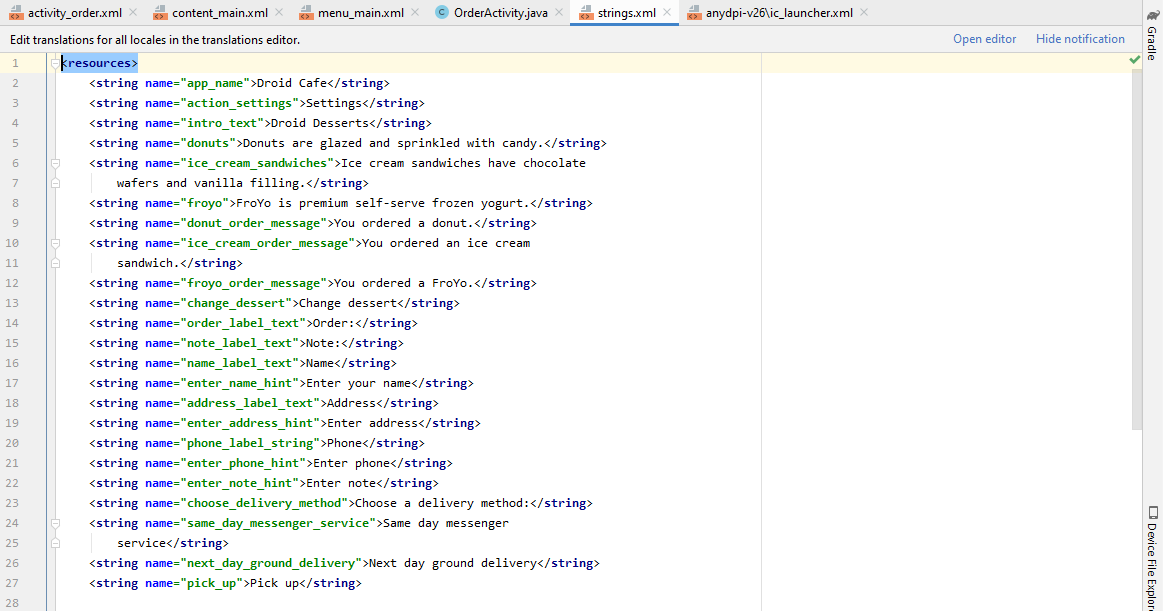 activity_order.xml content_main.xml menu_main.xml OrderActivity.java strings.xml anydpi-v26\ic_launcher.xml
Edit translations for all locales in the translations editor. Open editor Hide notification
1 <resources>
2 <string name="app_name">Droid Cafe</string>
3 <string name="action_settings">Settings</string>
4 <string name="intro_text">Droid Desserts</string>
5 <string name="donuts">Donuts are glazed and sprinkled with candy.</string>
6 <string name="ice_cream_sandwiches">Ice cream sandwiches have chocolate
7 wafers and vanilla filling.</string>
8 <string name="froyo">FroYo is premium self-serve frozen yogurt.</string>
9 <string name="donut_order_message">You ordered a donut.</string>
10 <string name="ice_cream_order_message">You ordered an ice cream
11 sandwich.</string>
12 <string name="froyo_order_message">You ordered a FroYo.</string>
13 <string name="change_dessert">Change dessert</string>
14 <string name="order_label_text">Order:</string>
15 <string name="note_label_text">Note:</string>
16 <string name="name_label_text">Name</string>
17 <string name="enter_name_hint">Enter your name</string>
18 <string name="address_label_text">Address</string>
19 <string name="enter_address_hint">Enter address</string>
20 <string name="phone_label_string">Phone</string>
21 <string name="enter_phone_hint">Enter phone</string>
22 <string name="enter_note_hint">Enter note</string>
23 <string name="choose_delivery_method">Choose a delivery method:</string>
24 <string name="same_day_messenger_service">Same day messenger
25 service</string>
26 <string name="next_day_ground_delivery">Next day ground delivery</string>
27 <string name="pick_up">Pick up</string>
28
Gradle
Device File Explor